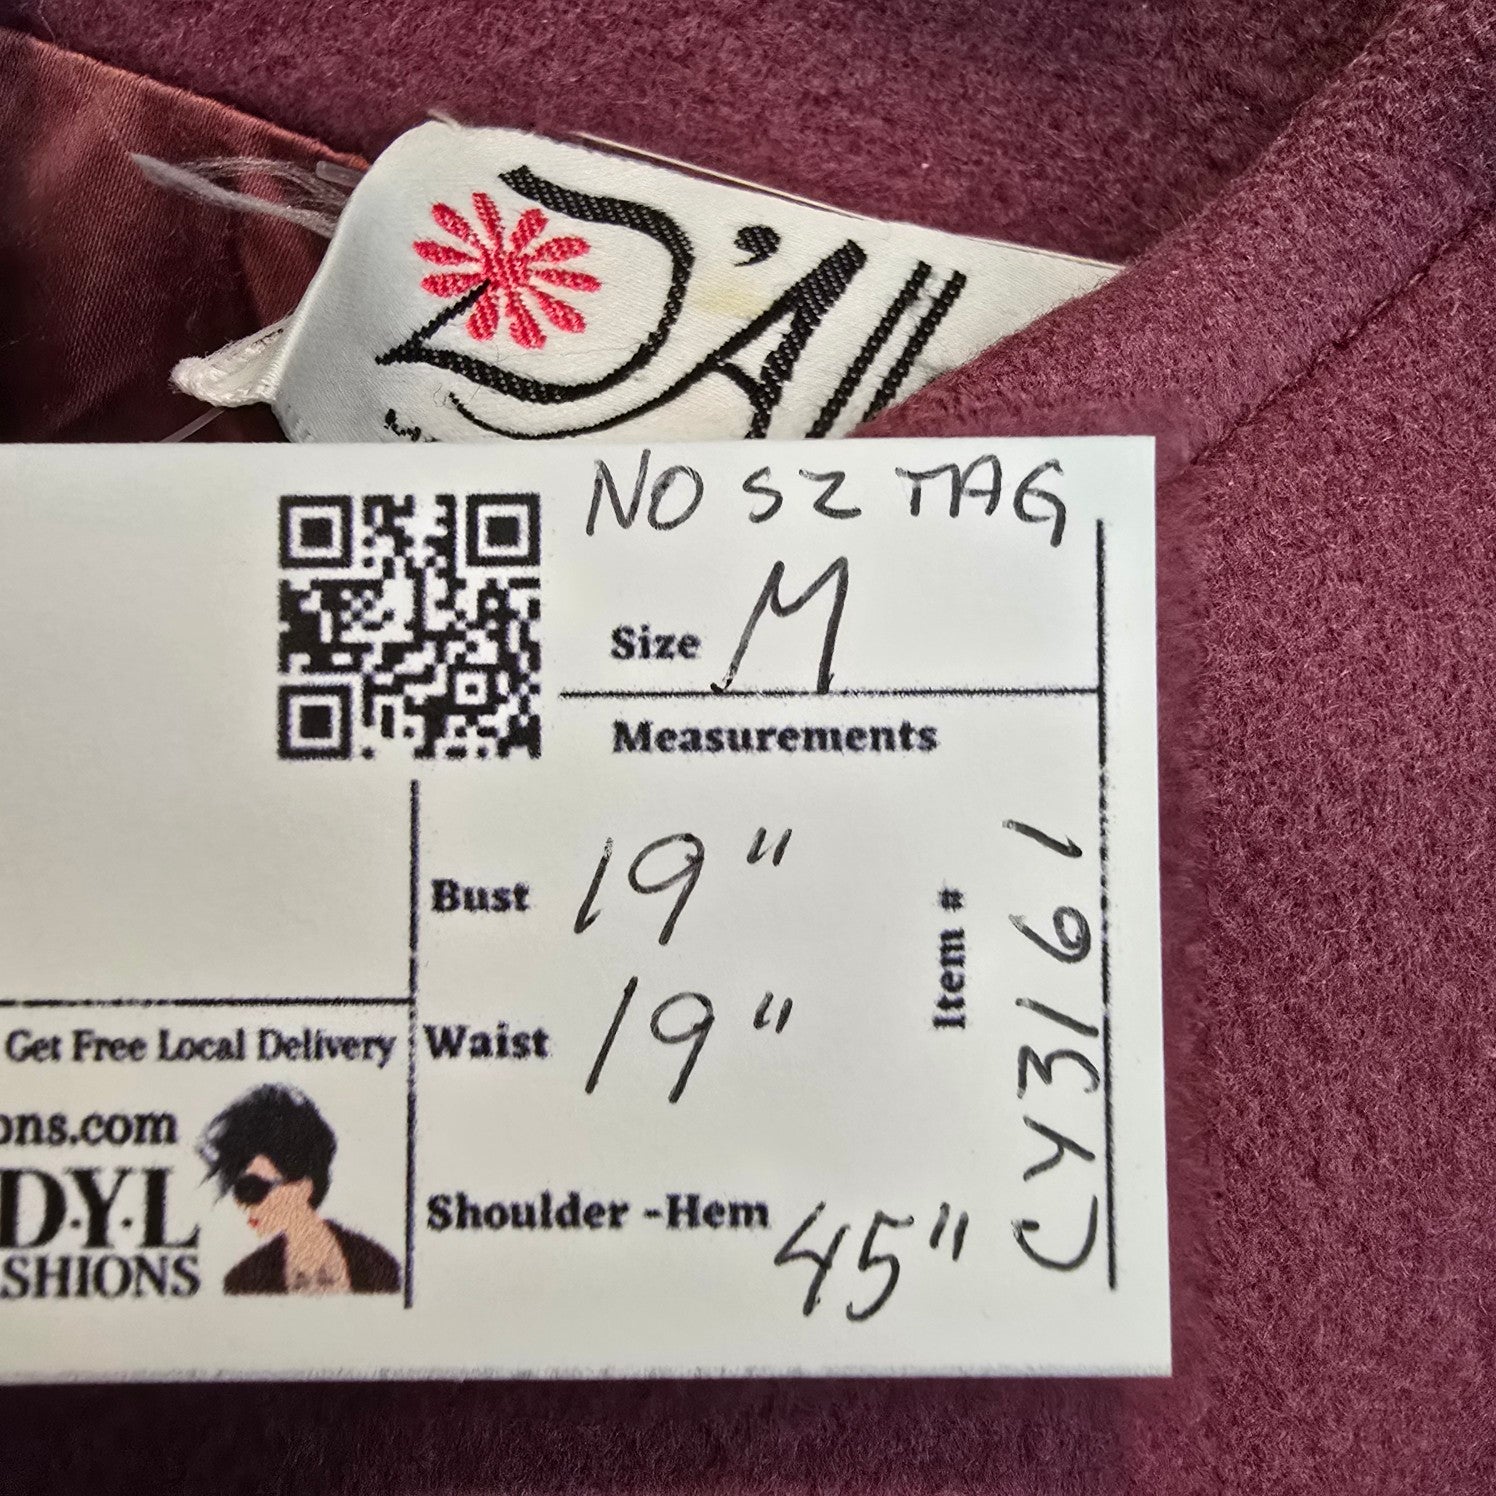 D'All
NO SZ TAG
Size M
Measurements
Bust 19"
Waist 19"
Shoulder -Hem 45"
Item #
CY3161
Get Free Local Delivery
ons.com
D.Y.L
SHIONS